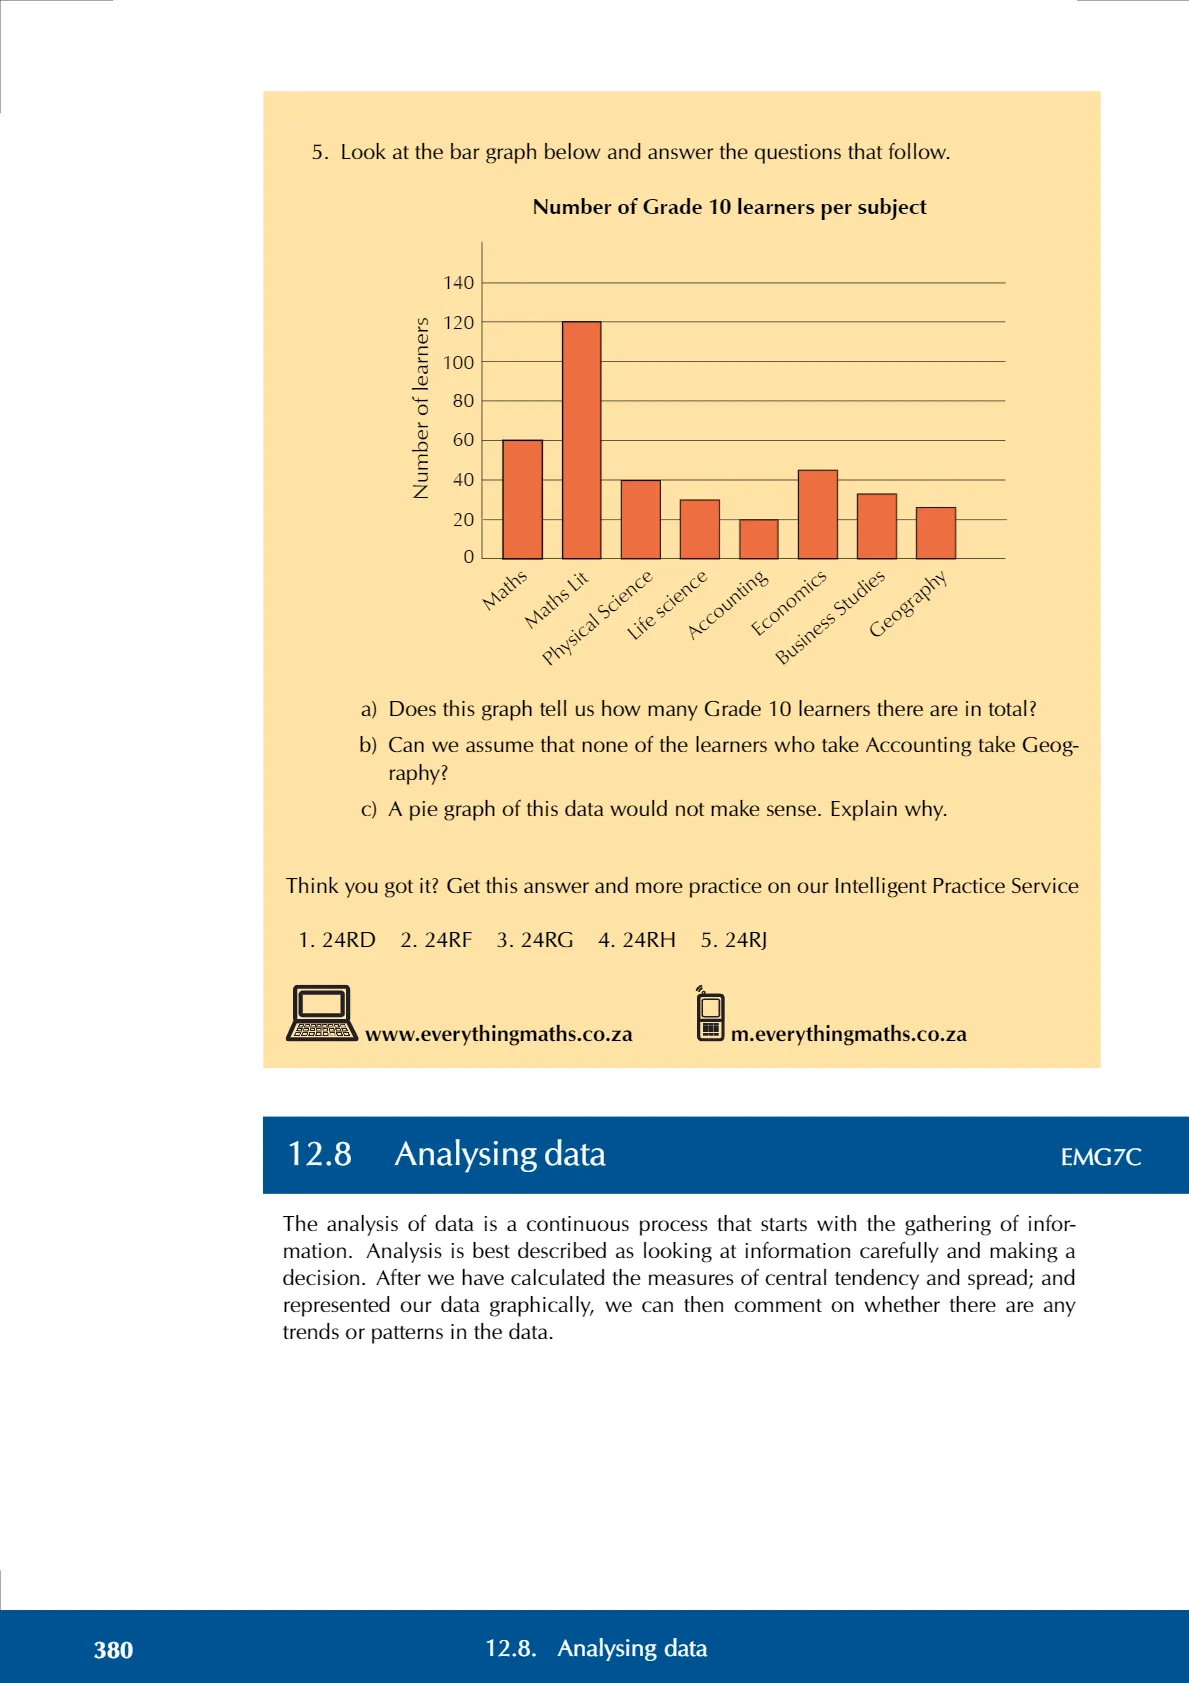 5. Look at the bar graph below and answer the questions that follow.
Number of Grade 10 learners per subject
Number of learners
140
120
100
80
60
40
20
0
Maths
Maths Lit
Physical Science
Life science
Accounting
Economics
Business Studies
Geography
a) Does this graph tell us how many Grade 10 learners there are in total?
b) Can we assume that none of the learners who take Accounting take Geog-
raphy?
c) A pie graph of this data would not make sense. Explain why.
Think you got it? Get this answer and more practice on our Intelligent Practice Service
1. 24RD 2. 24RF 3. 24RG 4. 24RH 5. 24RJ
www.everythingmaths.co.za m.everythingmaths.co.za
12.8 Analysing data EMG7C
The analysis of data is a continuous process that starts with the gathering of infor-
mation. Analysis is best described as looking at information carefully and making a
decision. After we have calculated the measures of central tendency and spread; and
represented our data graphically, we can then comment on whether there are any
trends or patterns in the data.
380 12.8. Analysing data